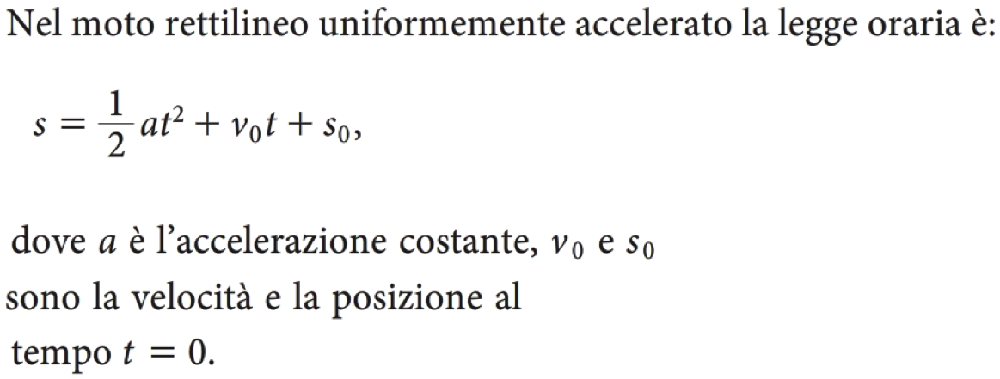 Nel moto rettilineo uniformemente accelerato la legge oraria è:
s = 1/2 at² + v₀t + s₀,
dove a è l’accelerazione costante, v₀ e s₀
sono la velocità e la posizione al
tempo t = 0.